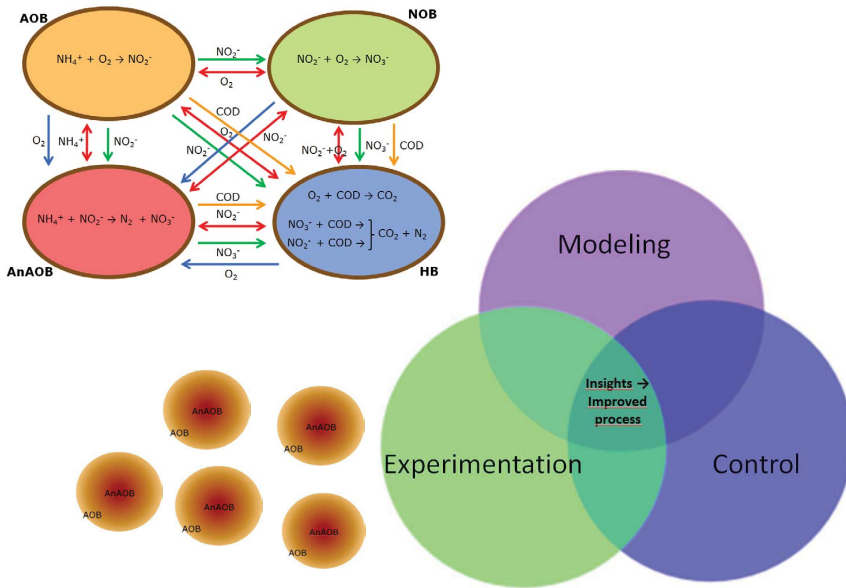 AOB
NOB
NH₄⁺ + O₂ → NO₂⁻
NO₂⁻
O₂
NO₂⁻ + O₂ → NO₃⁻
COD
O₂
NO₂⁻
NO₂⁻
O₂
NH₄⁺
NO₂⁻
NO₂⁻+O₂
NO₃⁻
COD
NH₄⁺ + NO₂⁻ → N₂ + NO₃⁻
COD
NO₂⁻
NO₃⁻
O₂
O₂ + COD → CO₂
NO₃⁻ + COD →
NO₂⁻ + COD →
CO₂ + N₂
AnAOB
HB
Modeling
Insights →
Improved
process
Experimentation
Control
AnAOB
AOB
AnAOB
AOB
AnAOB
AOB
AnAOB
AOB
AnAOB
AOB